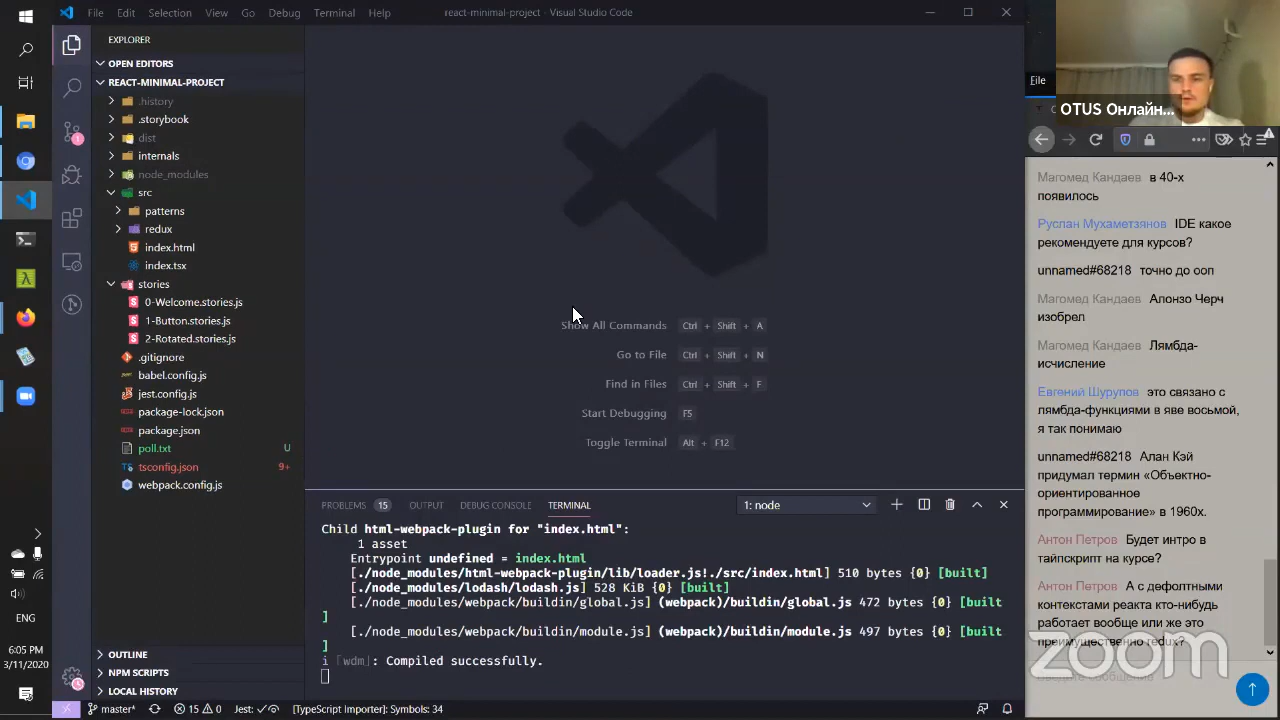 File Edit Selection View Go Debug Terminal Help
react-minimal-project - Visual Studio Code
EXPLORER
OPEN EDITORS
REACT-MINIMAL-PROJECT
.history
.storybook
dist
internals
node_modules
src
patterns
redux
index.html
index.tsx
stories
0-Welcome.stories.js
1-Button.stories.js
2-Rotated.stories.js
.gitignore
babel.config.js
jest.config.js
package-lock.json
package.json
poll.txt U
tsconfig.json 9+
webpack.config.js
OUTLINE
NPM SCRIPTS
LOCAL HISTORY
1
1
Show All Commands Ctrl + Shift + A
Go to File Ctrl + Shift + N
Find in Files Ctrl + Shift + F
Start Debugging F5
Toggle Terminal Alt + F12
PROBLEMS 15 OUTPUT DEBUG CONSOLE TERMINAL 1: node
Child html-webpack-plugin for "index.html":
1 asset
Entrypoint undefined = index.html
[./node_modules/html-webpack-plugin/lib/loader.js!./src/index.html] 510 bytes {0} [built]
[./node_modules/lodash/lodash.js] 528 KiB {0} [built]
[./node_modules/webpack/buildin/global.js] (webpack)/buildin/global.js 472 bytes {0} [built
]
[./node_modules/webpack/buildin/module.js] (webpack)/buildin/module.js 497 bytes {0} [built
]
i 「wdm」: Compiled successfully.
master* 15 0 Jest: [TypeScript Importer]: Symbols: 34
ENG
6:05 PM
3/11/2020
File
OTUS Онлайн...
Магомед Кандаев в 40-х
появилось
Руслан Мухаметзянов IDE какое
рекомендуете для курсов?
unnamed#68218 точно до ооп
Магомед Кандаев Алонзо Черч
изобрел
Магомед Кандаев Лямбда-
исчисление
Евгений Шурупов это связано с
лямбда-функциями в яве восьмой,
я так понимаю
unnamed#68218 Алан Кэй
придумал термин «Объектно-
ориентированное
программирование» в 1960х.
Антон Петров Будет интро в
тайпскрипт на курсе?
Антон Петров А с дефолтными
контекстами реакта кто-нибудь
работает вообще или же это
преимущественно redux?
Введите сообщение
zoom